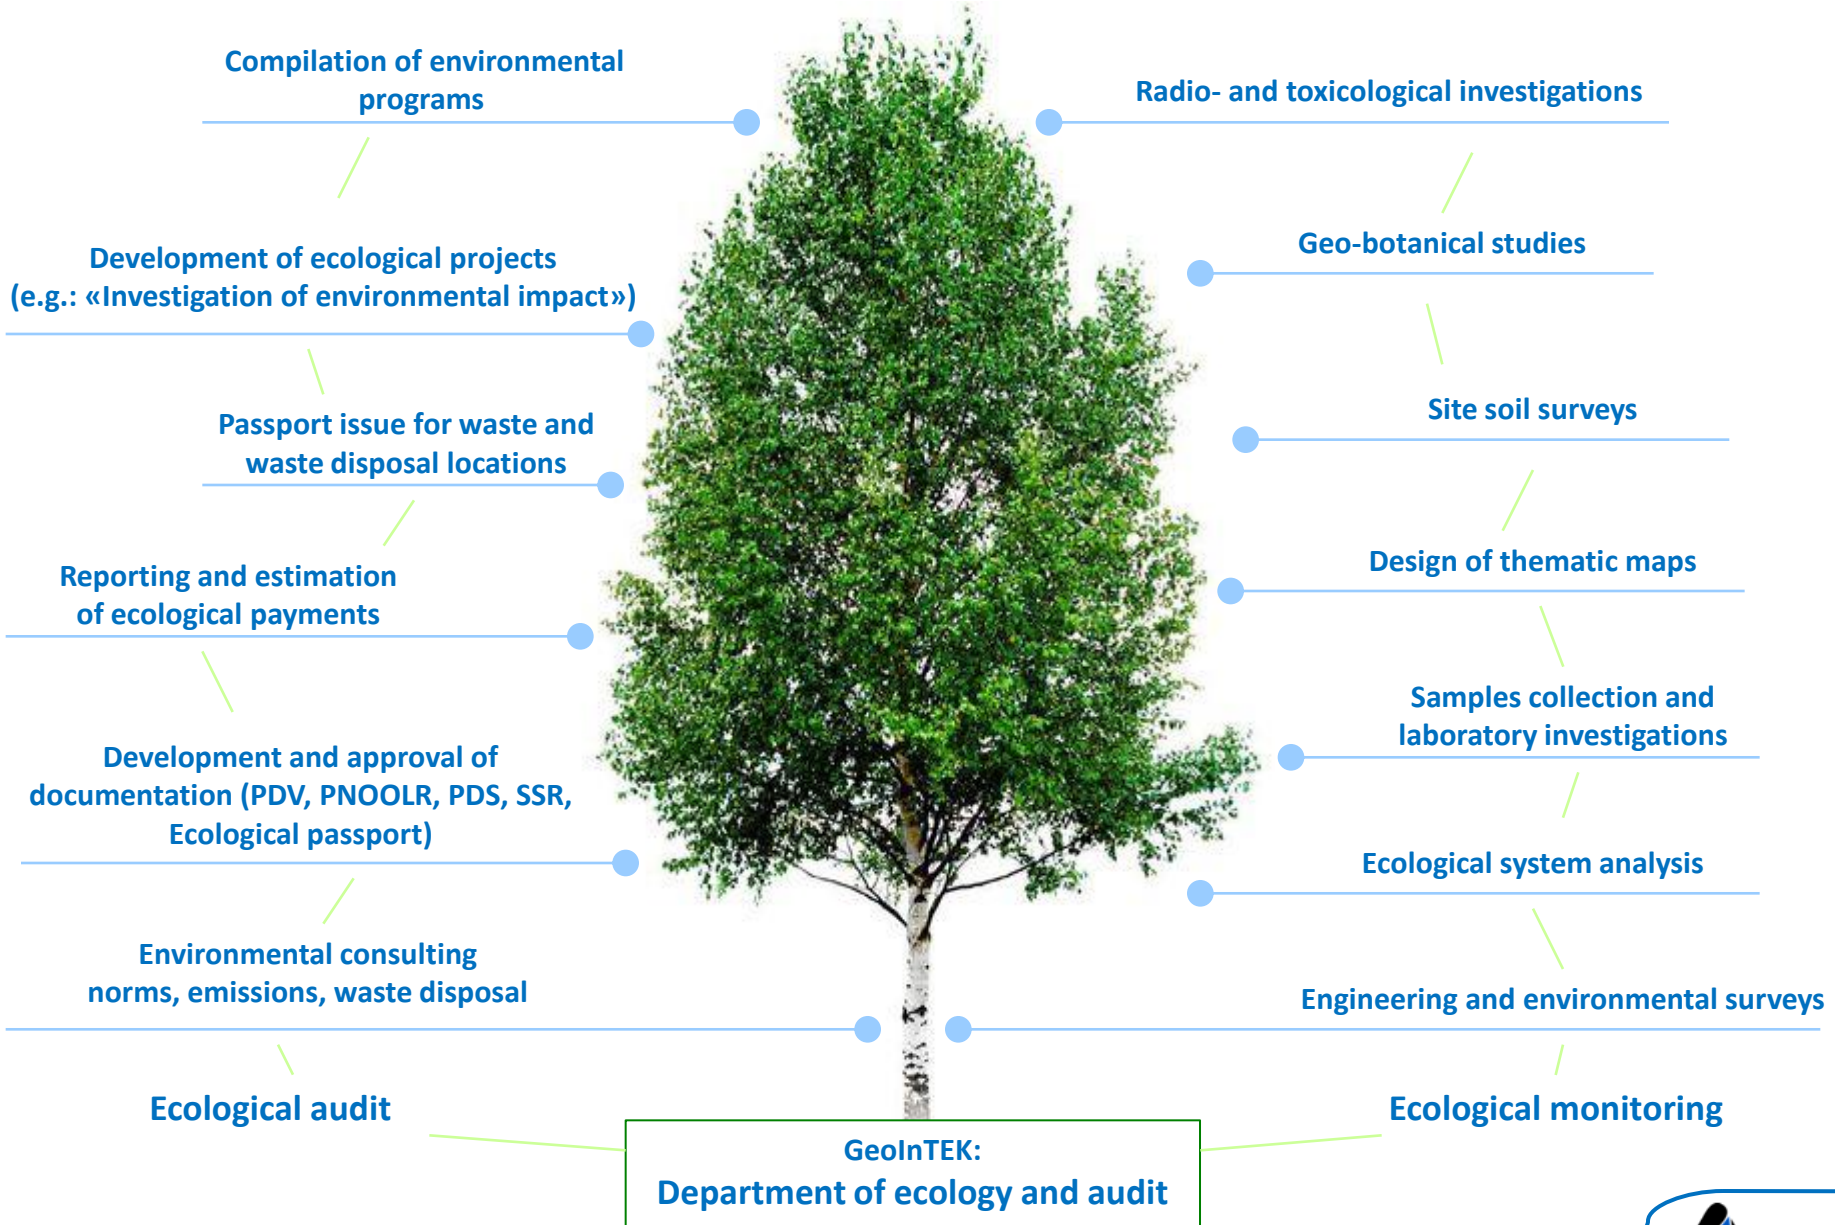 Compilation of environmental
programs
Development of ecological projects
(e.g.: «Investigation of environmental impact»)
Passport issue for waste and
waste disposal locations
Reporting and estimation
of ecological payments
Development and approval of
documentation (PDV, PNOOLR, PDS, SSR,
Ecological passport)
Environmental consulting
norms, emissions, waste disposal
Ecological audit
Radio- and toxicological investigations
Geo-botanical studies
Site soil surveys
Design of thematic maps
Samples collection and
laboratory investigations
Ecological system analysis
Engineering and environmental surveys
Ecological monitoring
GeoInTEK:
Department of ecology and audit